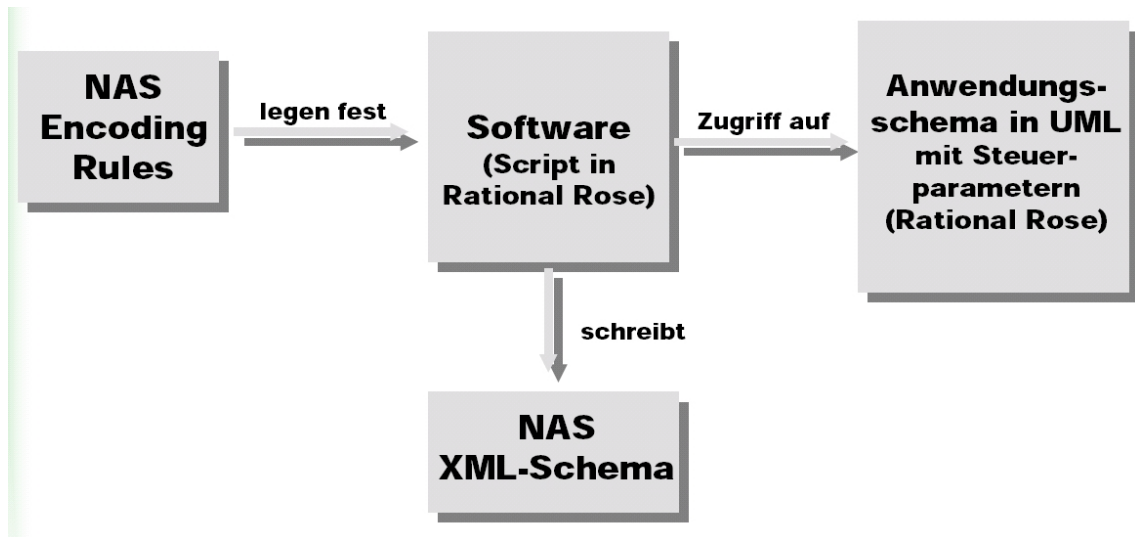 NAS
Encoding
Rules
legen fest
Software
(Script in
Rational Rose)
Zugriff auf
Anwendungs-
schema in UML
mit Steuer-
parametern
(Rational Rose)
schreibt
NAS
XML-Schema